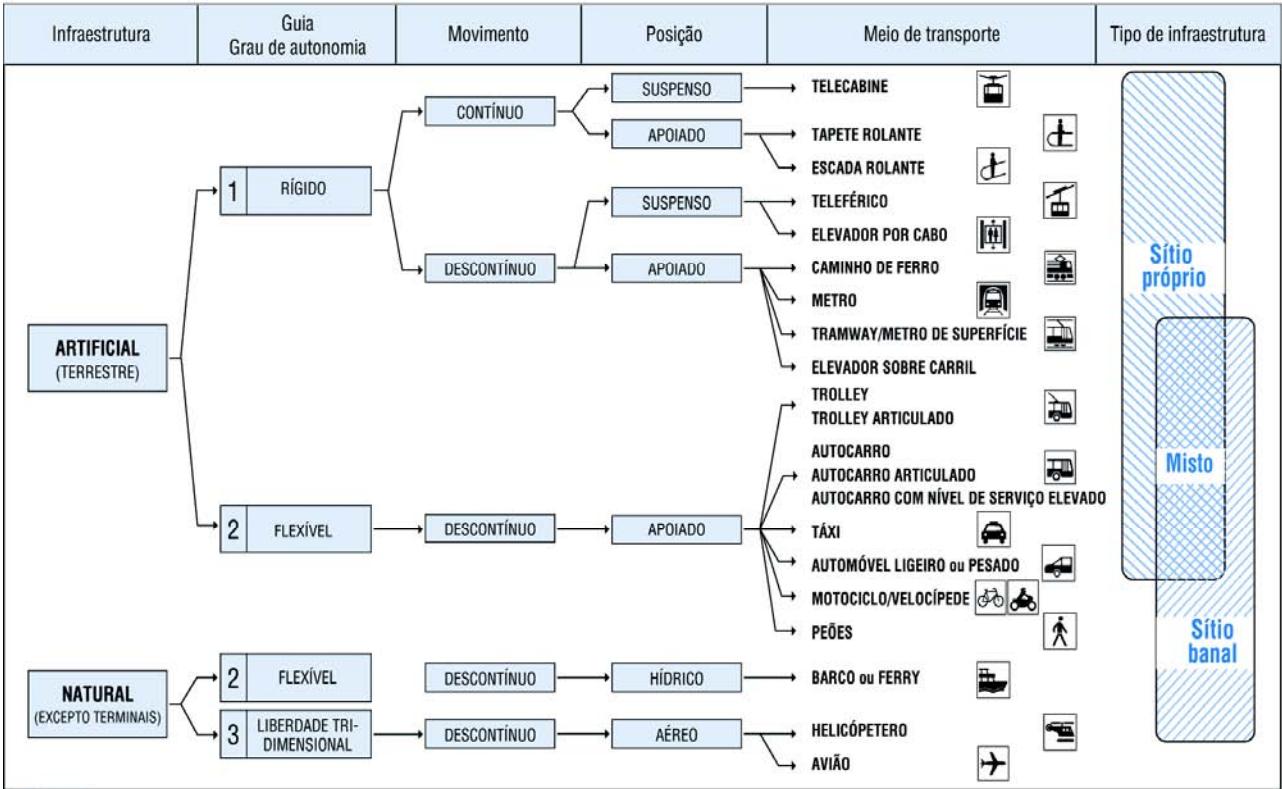 Infraestrutura
Guia
Grau de autonomia
Movimento
Posição
Meio de transporte
Tipo de infraestrutura
ARTIFICIAL
(TERRESTRE)
1 RÍGIDO
CONTÍNUO
SUSPENSO
TELECABINE
APOIADO
TAPETE ROLANTE
ESCADA ROLANTE
DESCONTÍNUO
SUSPENSO
TELEFÉRICO
ELEVADOR POR CABO
APOIADO
CAMINHO DE FERRO
METRO
TRAMWAY/METRO DE SUPERFÍCIE
ELEVADOR SOBRE CARRIL
2 FLEXÍVEL
DESCONTÍNUO
APOIADO
TROLLEY
TROLLEY ARTICULADO
AUTOCARRO
AUTOCARRO ARTICULADO
AUTOCARRO COM NÍVEL DE SERVIÇO ELEVADO
TÁXI
AUTOMÓVEL LIGEIRO ou PESADO
MOTOCICLO/VELOCÍPEDE
PEÕES
NATURAL
(EXCEPTO TERMINAIS)
2 FLEXÍVEL
DESCONTÍNUO
HÍDRICO
BARCO ou FERRY
3 LIBERDADE TRI-
DIMENSIONAL
DESCONTÍNUO
AÉREO
HELICÓPETERO
AVIÃO
Sítio
próprio
Misto
Sítio
banal